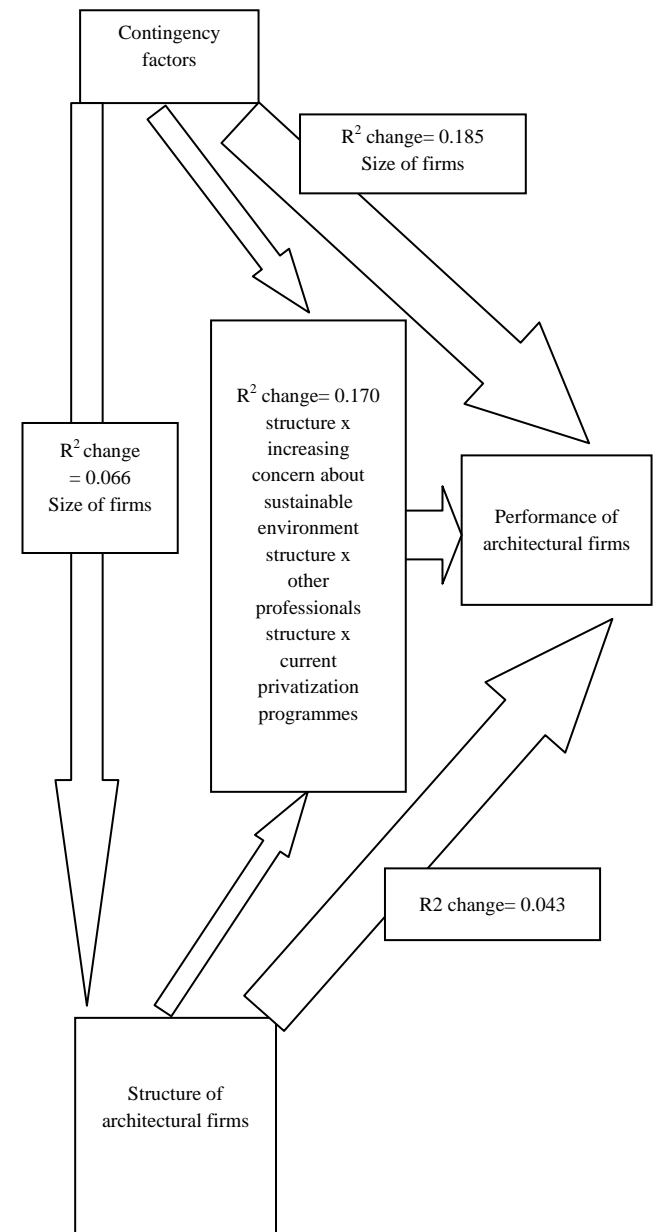 Contingency
factors
R² change= 0.185
Size of firms
R² change= 0.170
structure x
increasing
concern about
sustainable
environment
structure x
other
professionals
structure x
current
privatization
programmes
R² change
= 0.066
Size of firms
Performance of
architectural firms
R2 change= 0.043
Structure of
architectural firms